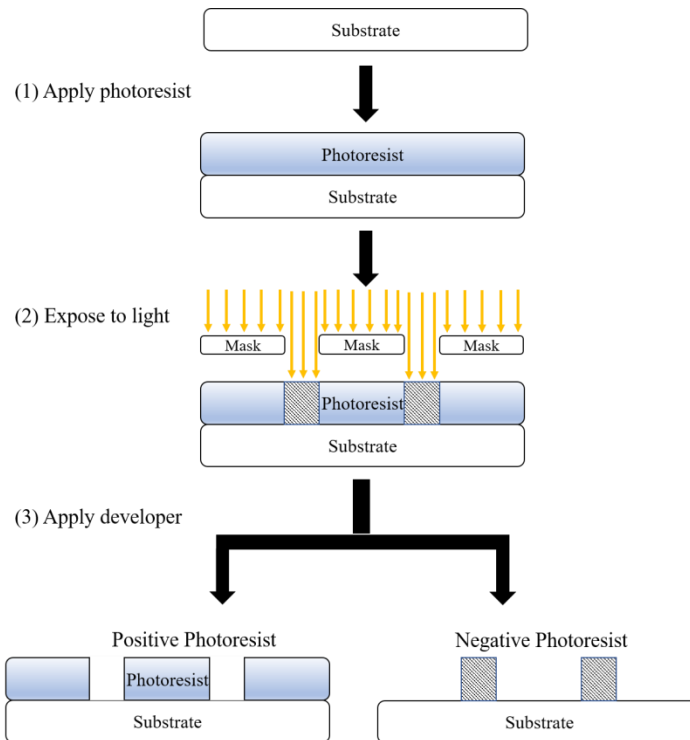 Substrate
(1) Apply photoresist
Photoresist
Substrate
(2) Expose to light
Mask Mask Mask
Photoresist
Substrate
(3) Apply developer
Positive Photoresist
Photoresist
Substrate
Negative Photoresist
Substrate